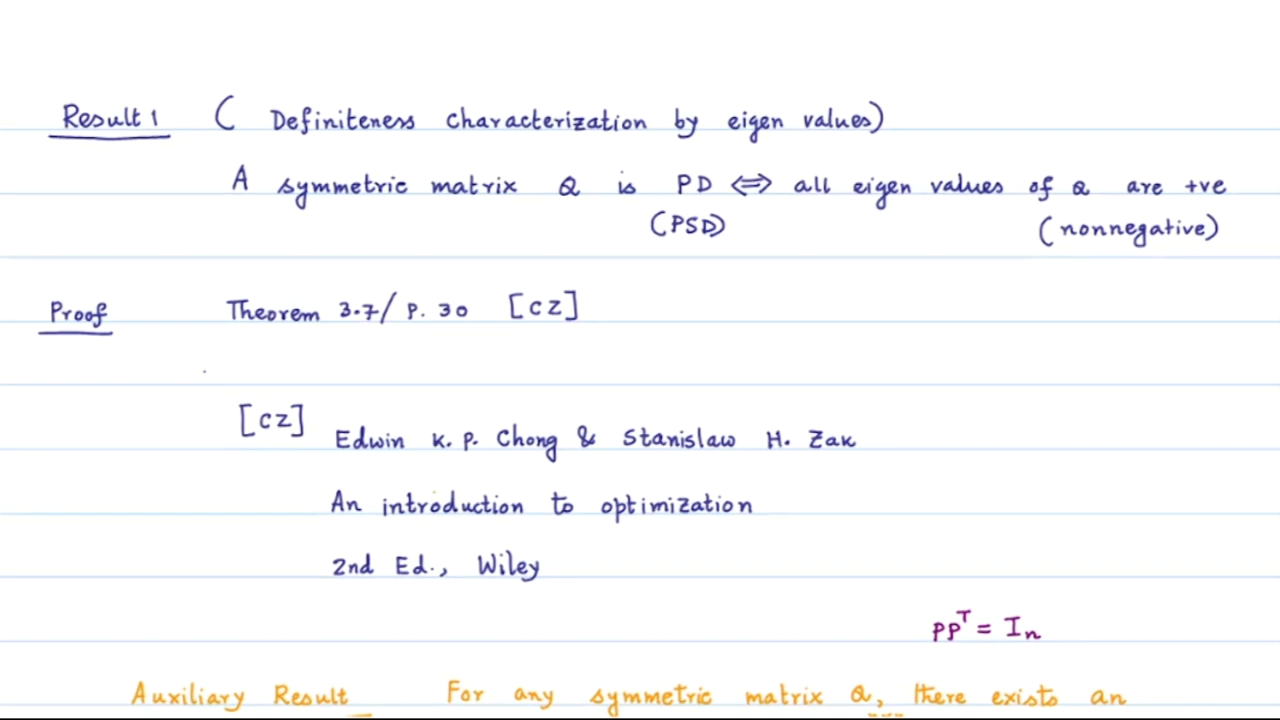 Result 1 ( Definiteness characterization by eigen values)
A symmetric matrix Q is PD ⟺ all eigen values of Q are +ve
(PSD) (nonnegative)
Proof Theorem 3.7/ P. 30 [CZ]
[CZ] Edwin K. P. Chong & Stanislaw H. Zak
An introduction to optimization
2nd Ed., Wiley
PPᵀ = Iₙ
Auxiliary Result For any symmetric matrix Q, there exists an